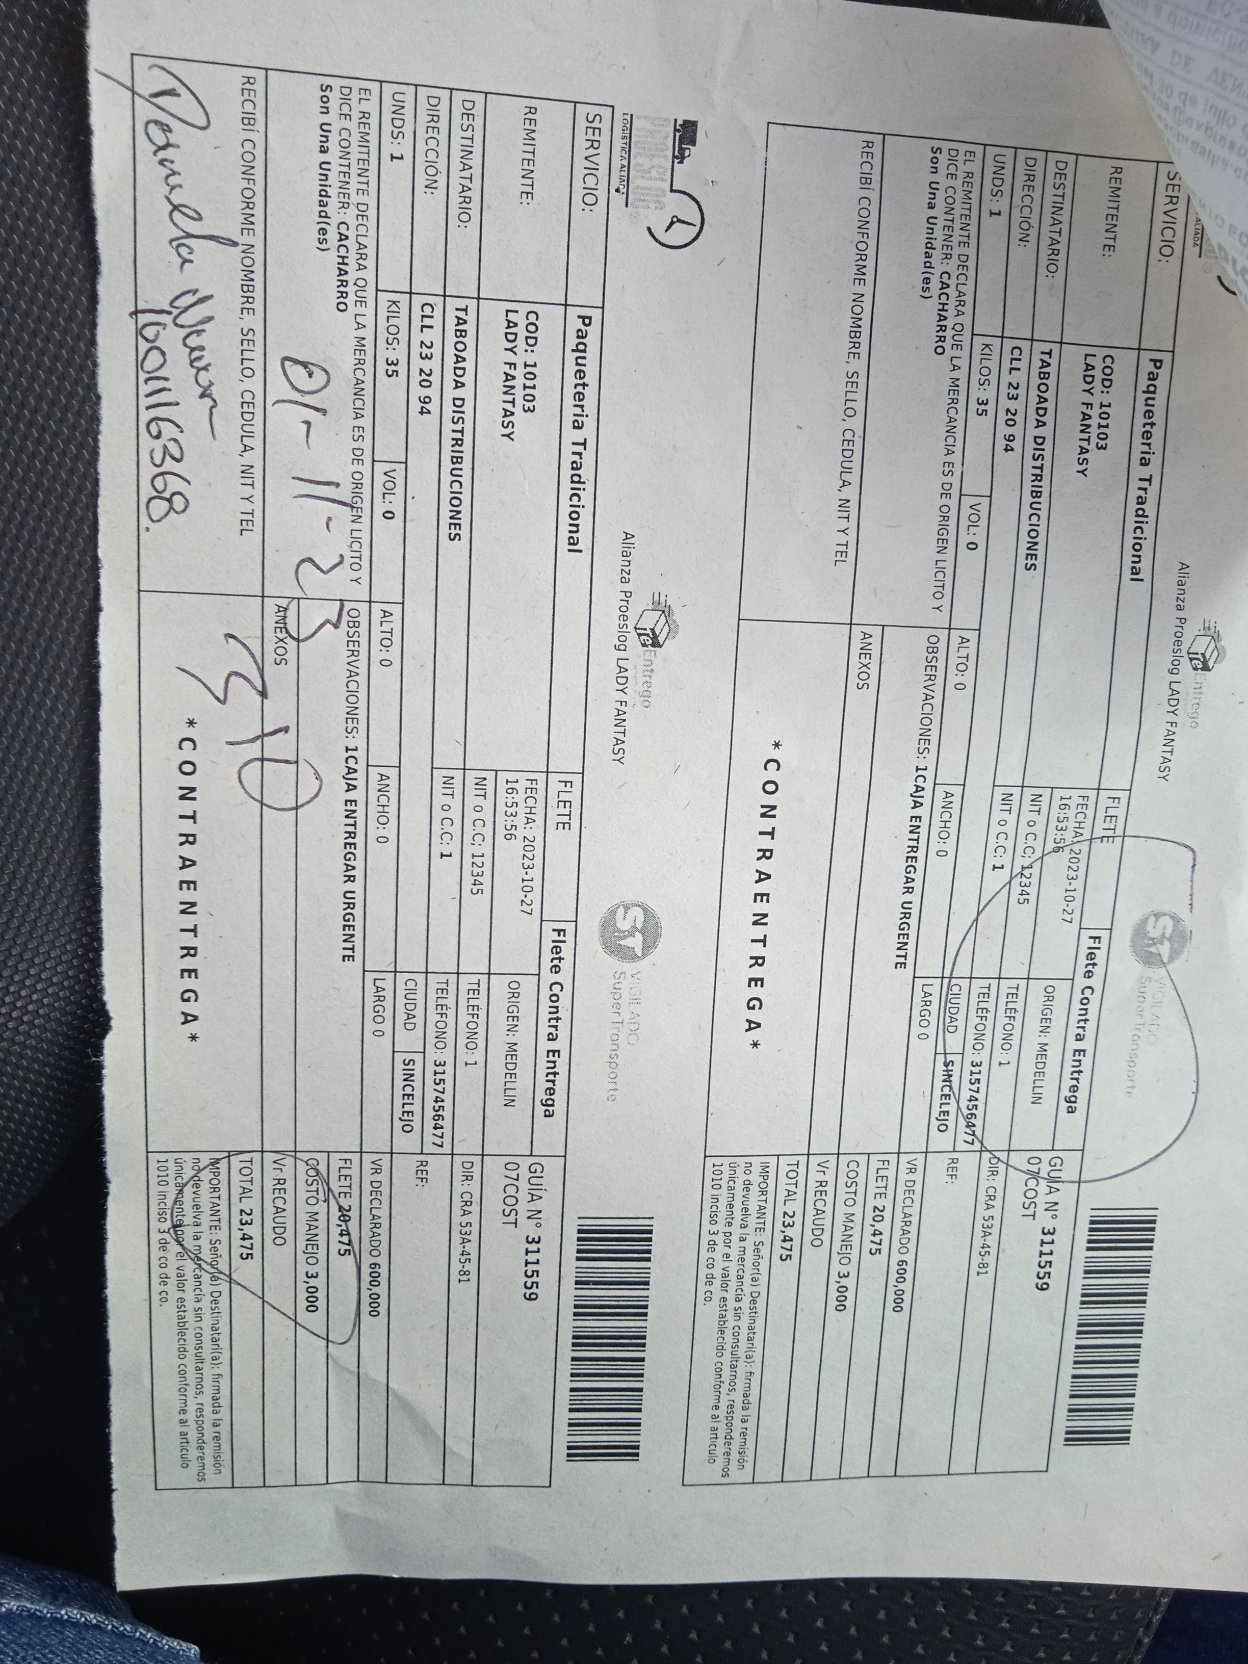 ALIADA
Entrego
Alianza Proeslog LADY FANTASY
VIGILADO
SuperTransporte
SERVICIO: Paqueteria Tradicional FLETE Flete Contra Entrega GUÍA N° 311559
07COST
REMITENTE: COD: 10103
LADY FANTASY
FECHA: 2023-10-27
16:53:56
ORIGEN: MEDELLIN
NIT o C.C: 12345 TELÉFONO: 1 DIR: CRA 53A-45-81
DESTINATARIO: TABOADA DISTRIBUCIONES NIT o C.C: 1 TELÉFONO: 3157456477 REF:
DIRECCIÓN: CLL 23 20 94 CIUDAD SINCELEJO
UNDS: 1 KILOS: 35 VOL: 0 ALTO: 0 ANCHO: 0 LARGO 0 VR DECLARADO 600,000
EL REMITENTE DECLARA QUE LA MERCANCIA ES DE ORIGEN LICITO Y
DICE CONTENER: CACHARRO
Son Una Unidad(es)
OBSERVACIONES: 1CAJA ENTREGAR URGENTE
FLETE 20,475
COSTO MANEJO 3,000
RECIBÍ CONFORME NOMBRE, SELLO, CEDULA, NIT Y TEL
ANEXOS
Vr RECAUDO
TOTAL 23,475
*CONTRAENTREGA*
IMPORTANTE: Señor(a) Destinatari(a): firmada la remisión
no devuelva la mercancía sin consultarnos, responderemos
únicamente por el valor establecido conforme al articulo
1010 inciso 3 de co de co.
LOGÍSTICA ALIADA
Entrego
Alianza Proeslog LADY FANTASY
VIGILADO
SuperTransporte
SERVICIO: Paqueteria Tradicional FLETE Flete Contra Entrega GUÍA N° 311559
07COST
REMITENTE: COD: 10103
LADY FANTASY
FECHA: 2023-10-27
16:53:56
ORIGEN: MEDELLIN
NIT o C.C: 12345 TELÉFONO: 1 DIR: CRA 53A-45-81
DESTINATARIO: TABOADA DISTRIBUCIONES NIT o C.C: 1 TELÉFONO: 3157456477 REF:
DIRECCIÓN: CLL 23 20 94 CIUDAD SINCELEJO
UNDS: 1 KILOS: 35 VOL: 0 ALTO: 0 ANCHO: 0 LARGO 0 VR DECLARADO 600,000
EL REMITENTE DECLARA QUE LA MERCANCIA ES DE ORIGEN LICITO Y
DICE CONTENER: CACHARRO
Son Una Unidad(es)
OBSERVACIONES: 1CAJA ENTREGAR URGENTE
FLETE 20,475
COSTO MANEJO 3,000
01-11-23
RECIBÍ CONFORME NOMBRE, SELLO, CEDULA, NIT Y TEL
ANEXOS
310
Vr RECAUDO
TOTAL 23,475
1001116368.
*CONTRAENTREGA*
IMPORTANTE: Señor(a) Destinatari(a): firmada la remisión
no devuelva la mercancía sin consultarnos, responderemos
únicamente por el valor establecido conforme al articulo
1010 inciso 3 de co de co.